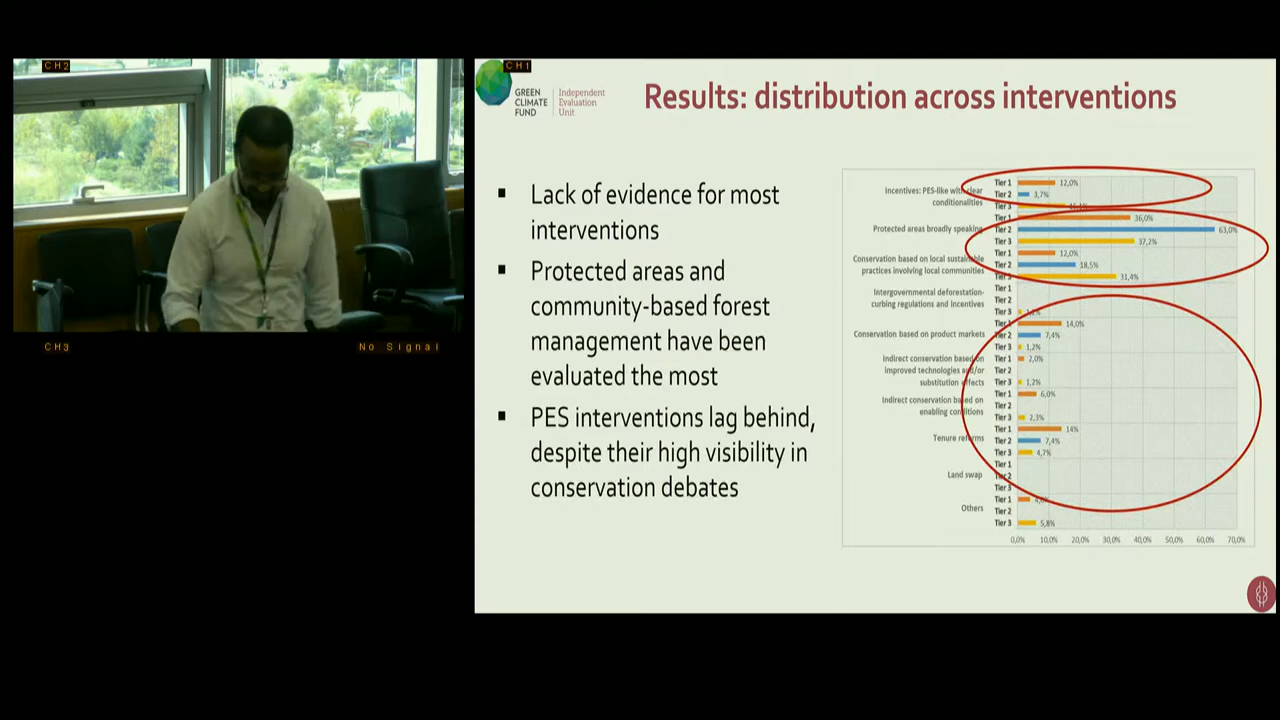 CH2
CH1
GREEN
CLIMATE
FUND
Independent
Evaluation
Unit
Results: distribution across interventions
▪ Lack of evidence for most
interventions
▪ Protected areas and
community-based forest
management have been
evaluated the most
▪ PES interventions lag behind,
despite their high visibility in
conservation debates
Incentives: PES-like with clear
conditionalities
Tier 1 12,0%
Tier 2 3,7%
Tier 3
Protected areas broadly speaking
Tier 1 36,0%
Tier 2 63,0%
Tier 3 37,2%
Conservation based on local sustainable
practices involving local communities
Tier 1 12,0%
Tier 2 18,5%
Tier 3 31,4%
Intergovernmental deforestation-
curbing regulations and incentives
Tier 1
Tier 2
Tier 3
Conservation based on product markets
Tier 1 14,0%
Tier 2 7,4%
Tier 3 1,2%
Indirect conservation based on
improved technologies and/or
substitution effects
Tier 1 2,0%
Tier 2
Tier 3 1,2%
Indirect conservation based on
enabling conditions
Tier 1 6,0%
Tier 2
Tier 3 2,3%
Tenure reforms
Tier 1 14%
Tier 2 7,4%
Tier 3 4,7%
Land swap
Tier 1
Tier 2
Tier 3
Others
Tier 1
Tier 2
Tier 3 5,8%
0,0% 10,0% 20,0% 30,0% 40,0% 50,0% 60,0% 70,0%
CH3
No Signal